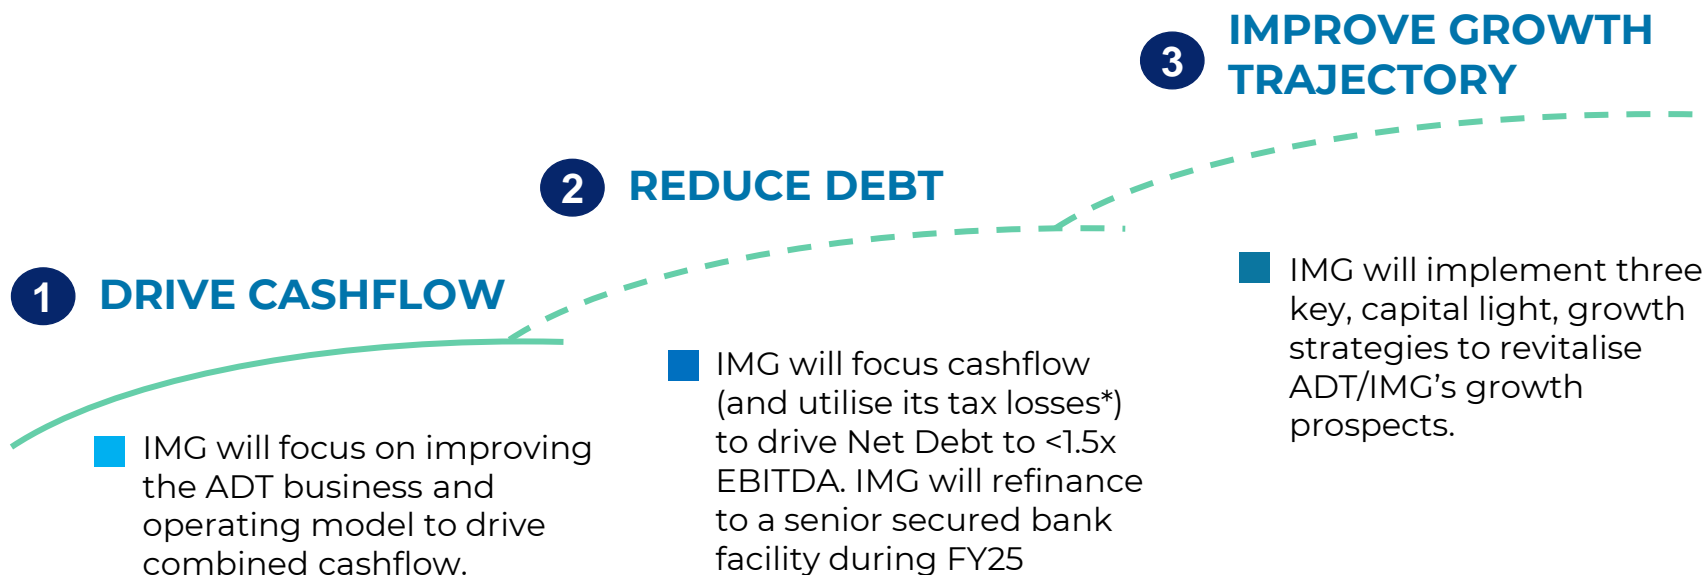 1 DRIVE CASHFLOW
IMG will focus on improving
the ADT business and
operating model to drive
combined cashflow.
2 REDUCE DEBT
IMG will focus cashflow
(and utilise its tax losses*)
to drive Net Debt to <1.5x
EBITDA. IMG will refinance
to a senior secured bank
facility during FY25
3 IMPROVE GROWTH
TRAJECTORY
IMG will implement three
key, capital light, growth
strategies to revitalise
ADT/IMG’s growth
prospects.